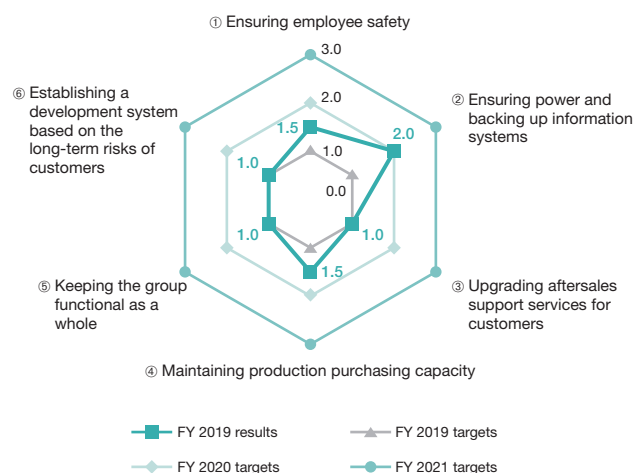 ① Ensuring employee safety
3.0
⑥ Establishing a
development system
based on the
long-term risks of
customers
2.0
② Ensuring power and
backing up information
systems
1.5
2.0
1.0
1.0
0.0
1.0
1.0
1.5
⑤ Keeping the group
functional as a
whole
③ Upgrading aftersales
support services for
customers
④ Maintaining production purchasing capacity
FY 2019 results
FY 2019 targets
FY 2020 targets
FY 2021 targets